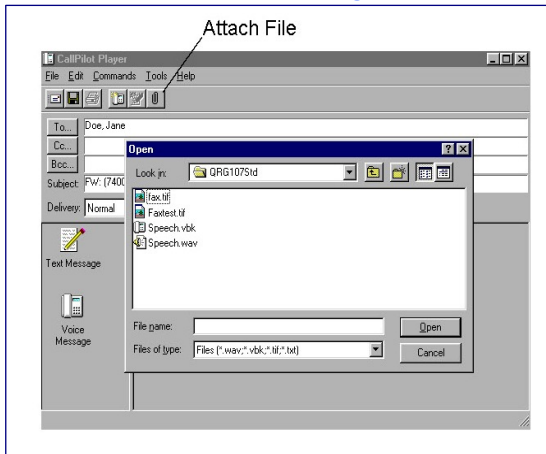 Attach File
CallPilot Player
File Edit Commands Tools Help
To... Doe, Jane
Cc...
Bcc...
Subject: FW: (7400
Delivery: Normal
Text Message
Voice
Message
Open
Look in: QRG107Std
fax.tif
Faxtest.tif
Speech.vbk
Speech.wav
File name:
Open
Files of type: Files (*.wav;*.vbk;*.tif;*.txt)
Cancel